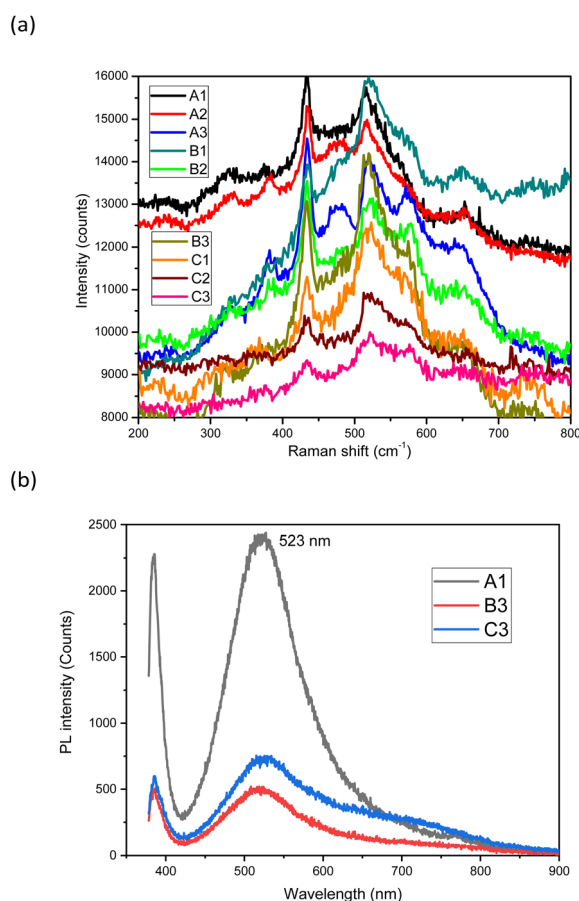 (a)
16000
15000
14000
13000
12000
11000
10000
9000
8000
Intensity (counts)
A1
A2
A3
B1
B2
B3
C1
C2
C3
200 300 400 500 600 700 800
Raman shift (cm⁻¹)
(b)
2500
2000
1500
1000
500
0
PL intensity (Counts)
523 nm
A1
B3
C3
400 500 600 700 800 900
Wavelength (nm)